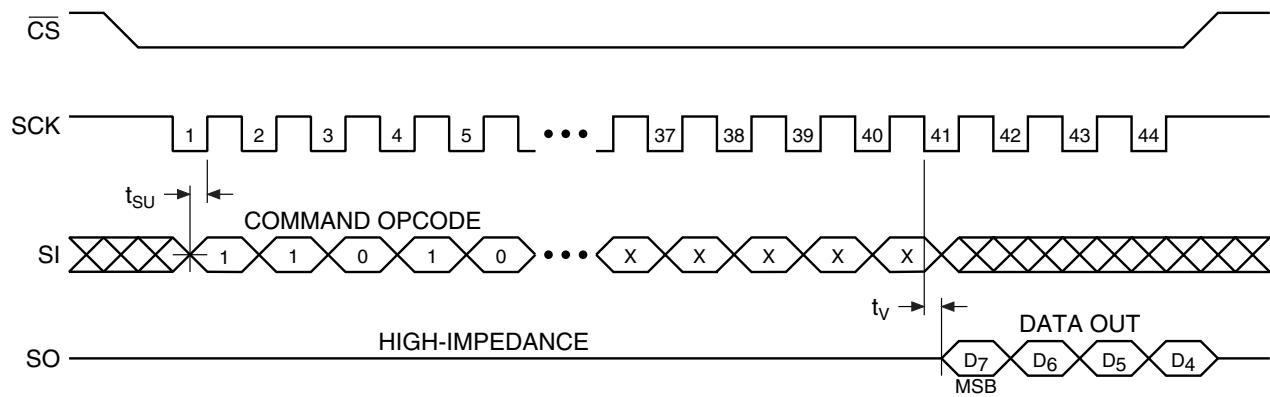 CS
SCK 1 2 3 4 5 ••• 37 38 39 40 41 42 43 44
tSU
COMMAND OPCODE
SI 1 1 0 1 0 ••• X X X X X
tV
HIGH-IMPEDANCE
DATA OUT
SO D7 D6 D5 D4
MSB